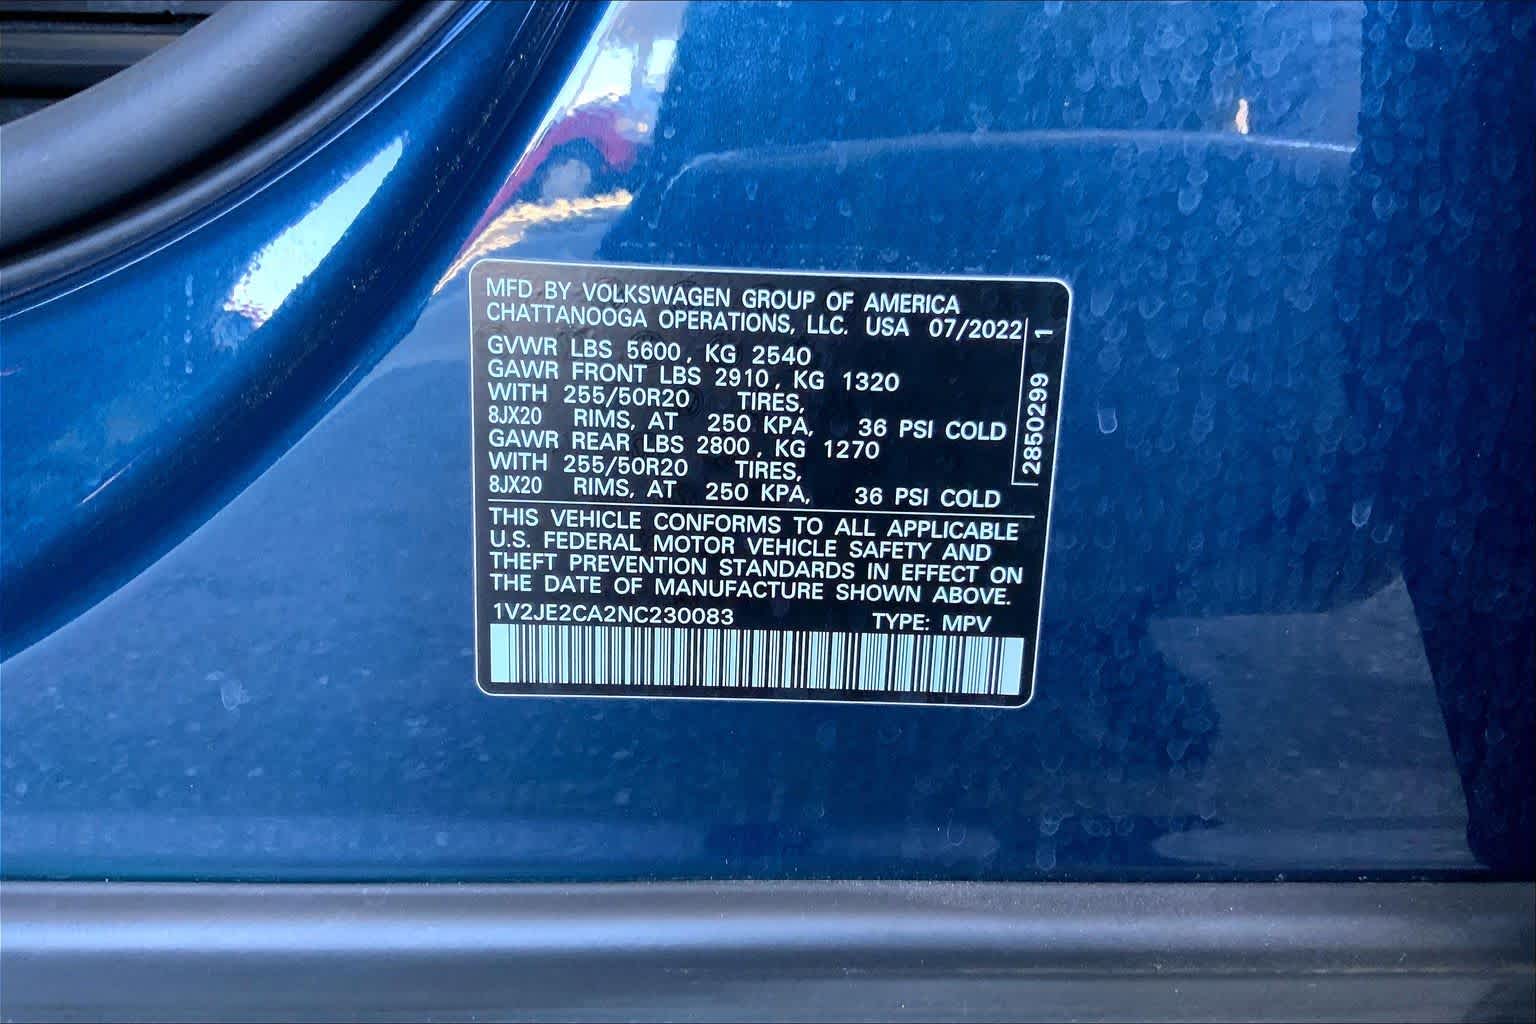 MFD BY VOLKSWAGEN GROUP OF AMERICA
CHATTANOOGA OPERATIONS, LLC. USA 07/2022
GVWR LBS 5600, KG 2540
GAWR FRONT LBS 2910, KG 1320
WITH 255/50R20 TIRES,
8JX20 RIMS, AT 250 KPA, 36 PSI COLD
GAWR REAR LBS 2800, KG 1270
WITH 255/50R20 TIRES,
8JX20 RIMS, AT 250 KPA, 36 PSI COLD
2850299 1
THIS VEHICLE CONFORMS TO ALL APPLICABLE
U.S. FEDERAL MOTOR VEHICLE SAFETY AND
THEFT PREVENTION STANDARDS IN EFFECT ON
THE DATE OF MANUFACTURE SHOWN ABOVE.
1V2JE2CA2NC230083 TYPE: MPV